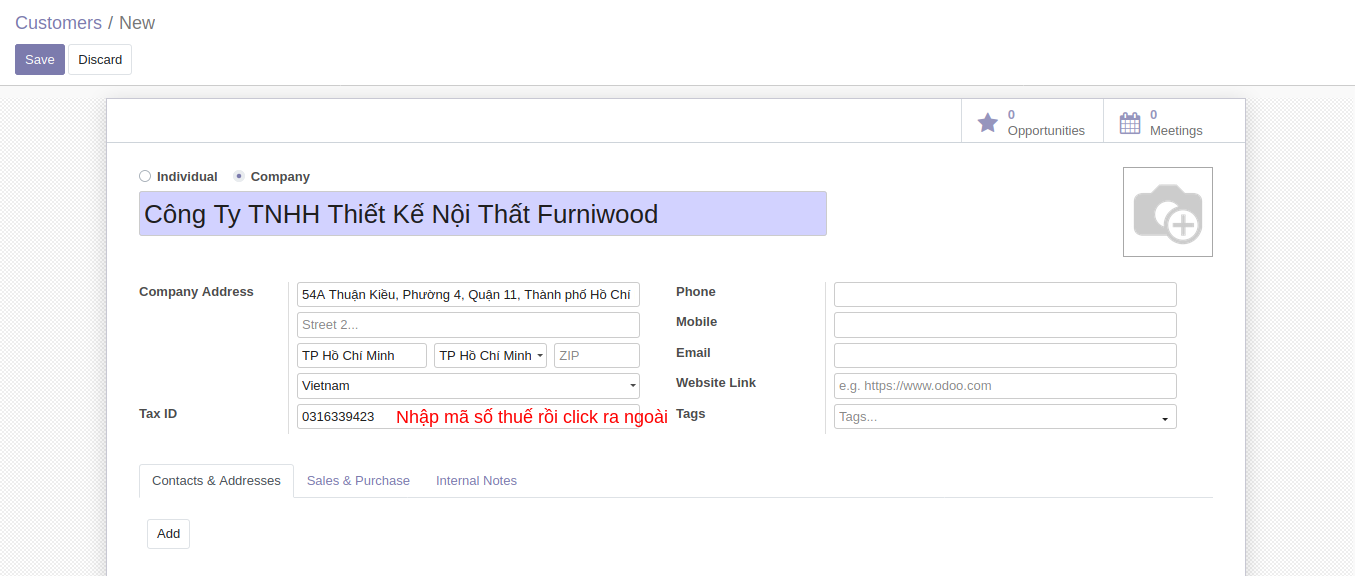 Customers / New
Save Discard
0
Opportunities
0
Meetings
Individual Company
Công Ty TNHH Thiết Kế Nội Thất Furniwood
Company Address 54A Thuận Kiều, Phường 4, Quận 11, Thành phố Hồ Chí Phone
Street 2... Mobile
TP Hồ Chí Minh TP Hồ Chí Minh ZIP Email
Vietnam Website Link e.g. https://www.odoo.com
Tax ID 0316339423 Nhập mã số thuế rồi click ra ngoài Tags Tags...
Contacts & Addresses Sales & Purchase Internal Notes
Add